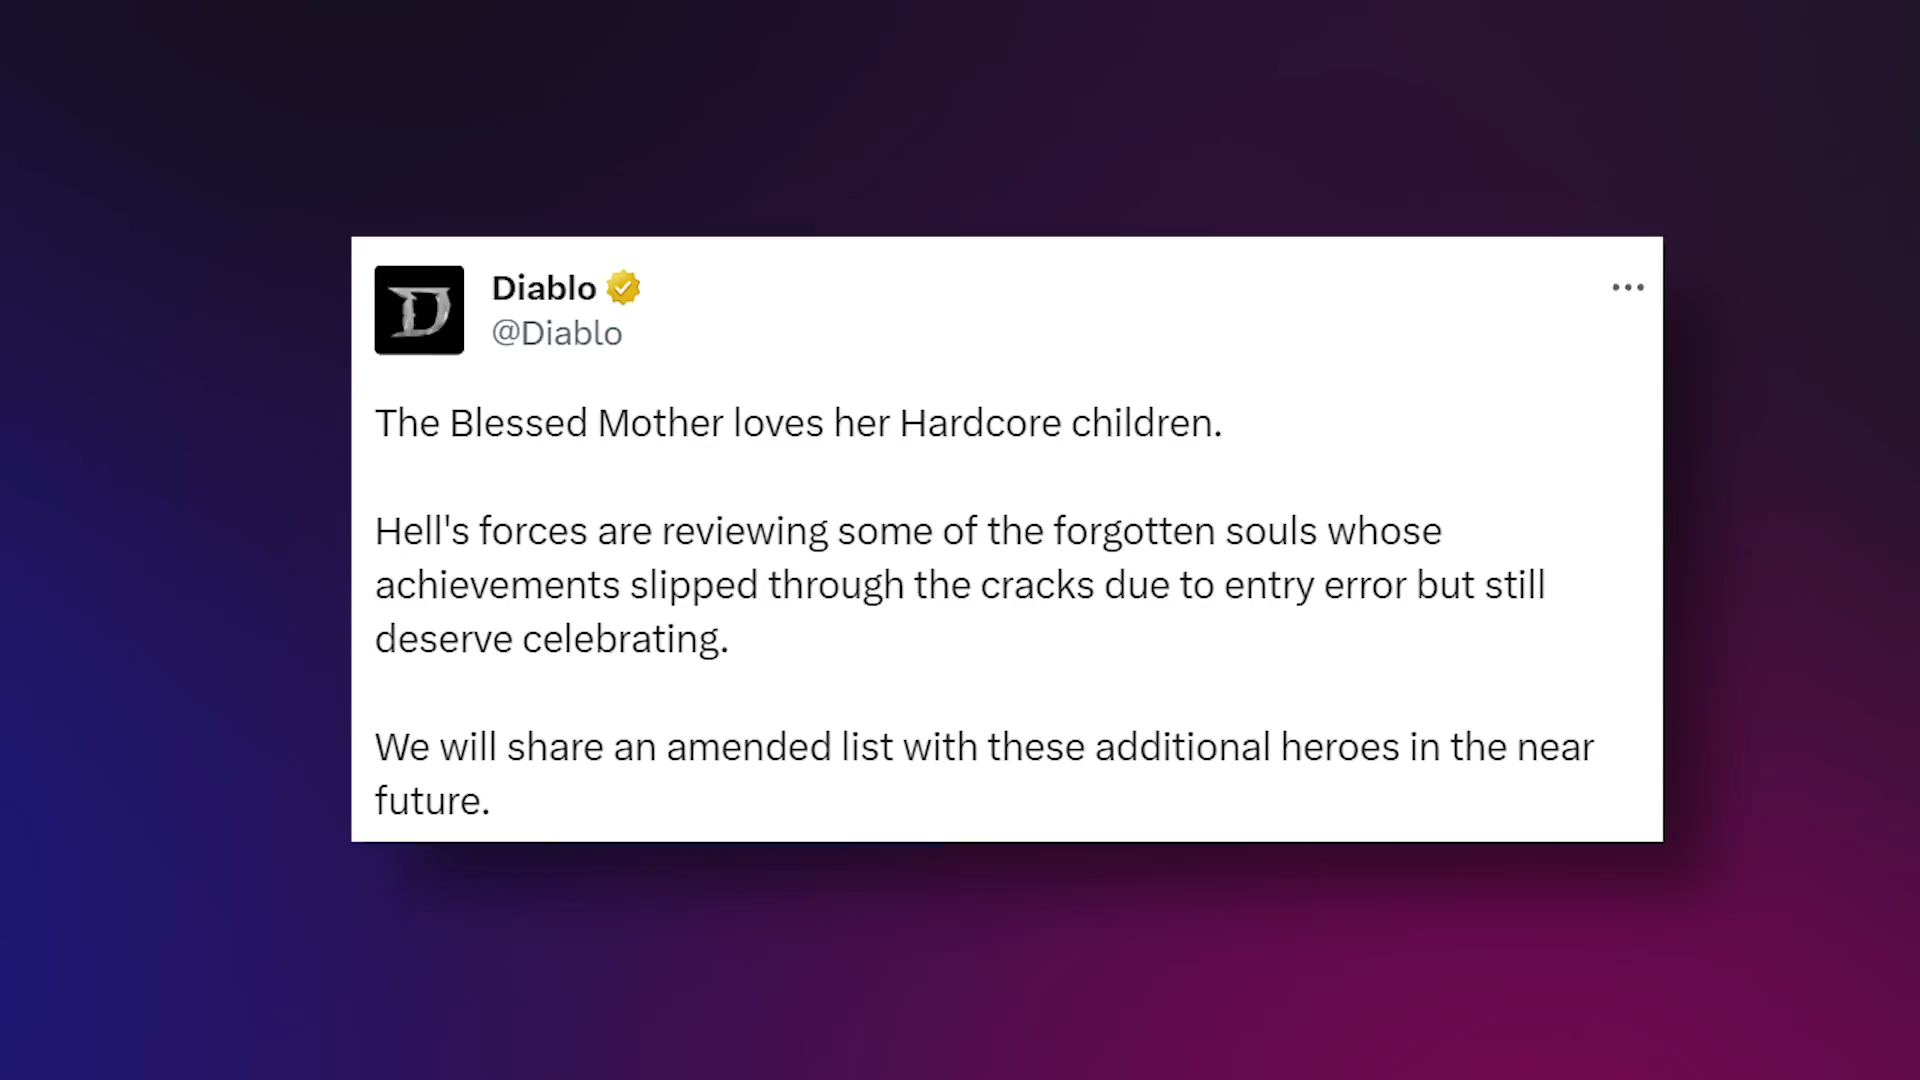 D
Diablo
@Diablo
The Blessed Mother loves her Hardcore children.
Hell's forces are reviewing some of the forgotten souls whose
achievements slipped through the cracks due to entry error but still
deserve celebrating.
We will share an amended list with these additional heroes in the near
future.